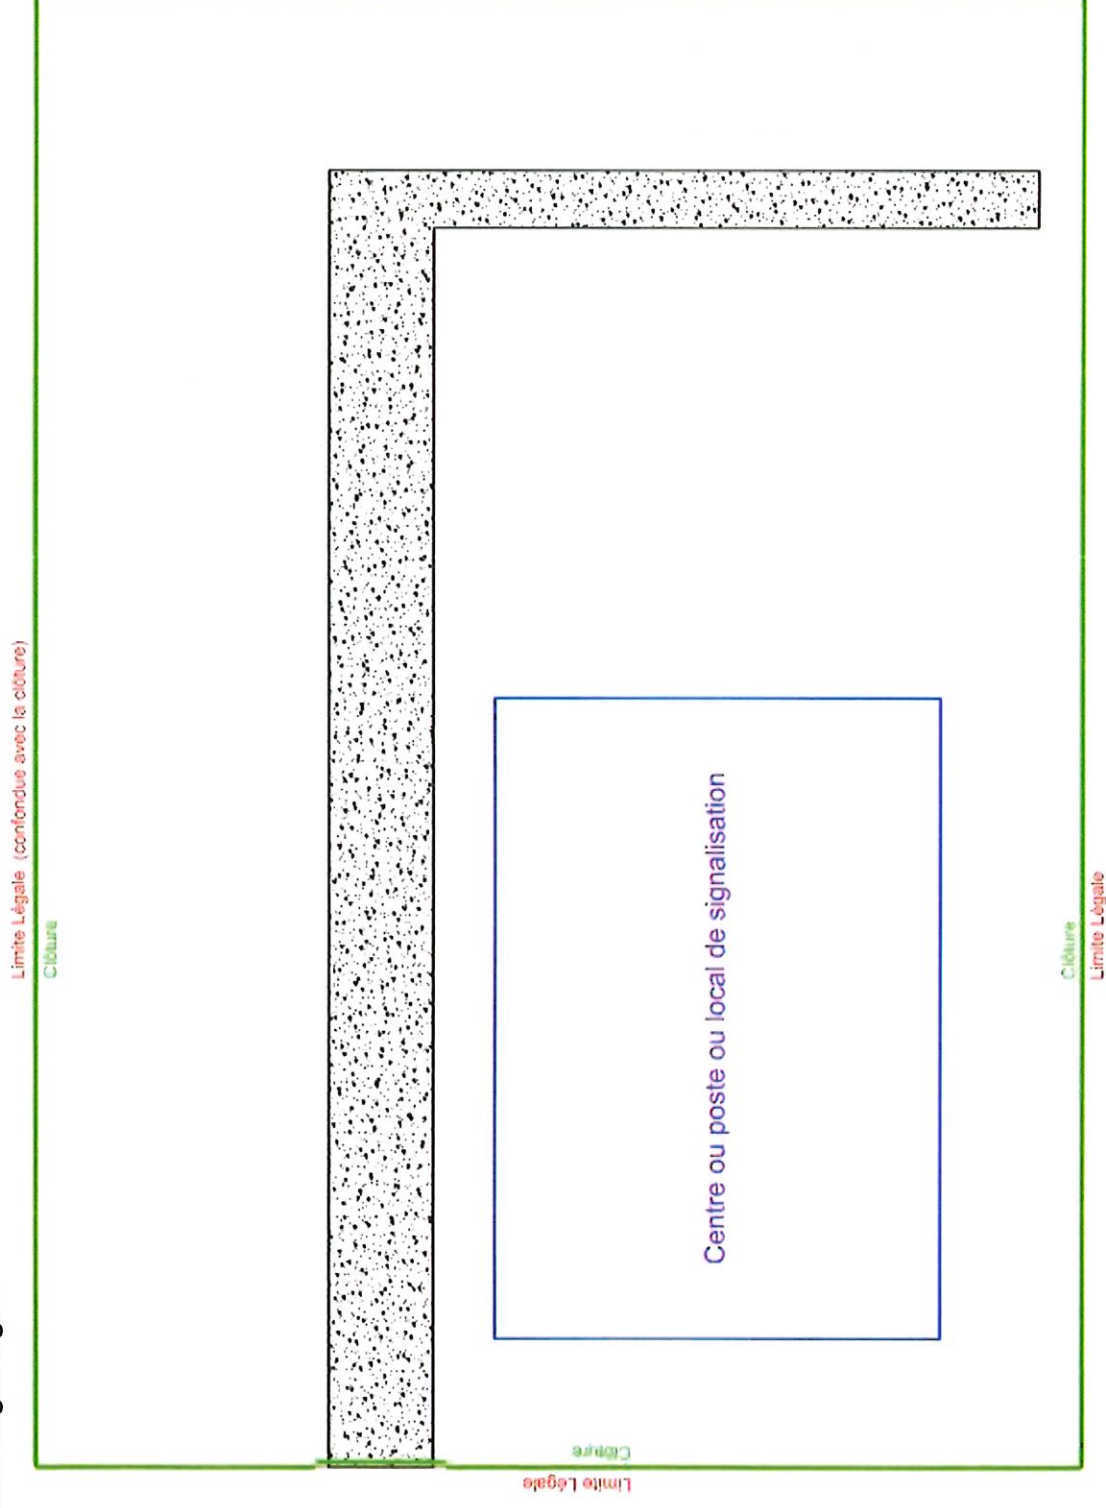 Limite Légale (confondue avec la clôture)
Clôture
Centre ou poste ou local de signalisation
Clôture
Limite Légale
Clôture
Limite Légale